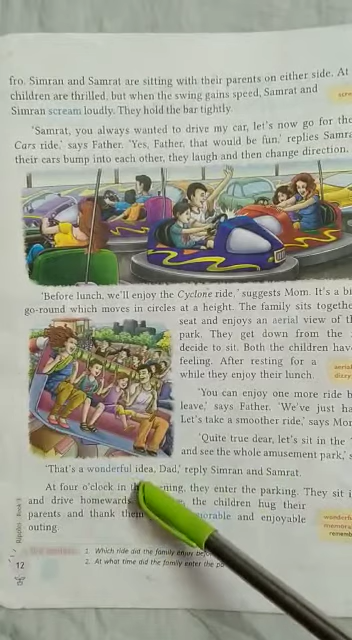 fro. Simran and Samrat are sitting with their parents on either side. At
children are thrilled, but when the swing gains speed, Samrat and
Simran scream loudly. They hold the bar tightly.
'Samrat, you always wanted to drive my car, let's now go for the
Cars ride,' says Father. 'Yes, Father, that would be fun,' replies Samra
their cars bump into each other, they laugh and then change direction.
'Before lunch, we'll enjoy the Cyclone ride,' suggests Mom. It's a bi
go-round which moves in circles at a height. The family sits togethe
seat and enjoys an aerial view of t
park. They get down from the
decide to sit. Both the children hav
feeling. After resting for a
while they enjoy their lunch.
aerial
dizzy
'You can enjoy one more ride b
leave,' says Father. 'We've just ha
Let's take a smoother ride,' says Mo
'Quite true dear, let's sit in the
and see the whole amusement park,' s
'That's a wonderful idea, Dad,' reply Simran and Samrat.
At four o'clock in the evening, they enter the parking. They sit i
and drive homewards the children hug their
parents and thank them orable and enjoyable
outing
wonderfu
memora
rememb
1. Which ride did the family enjoy befo
2. At what time did the family enter the pa
12